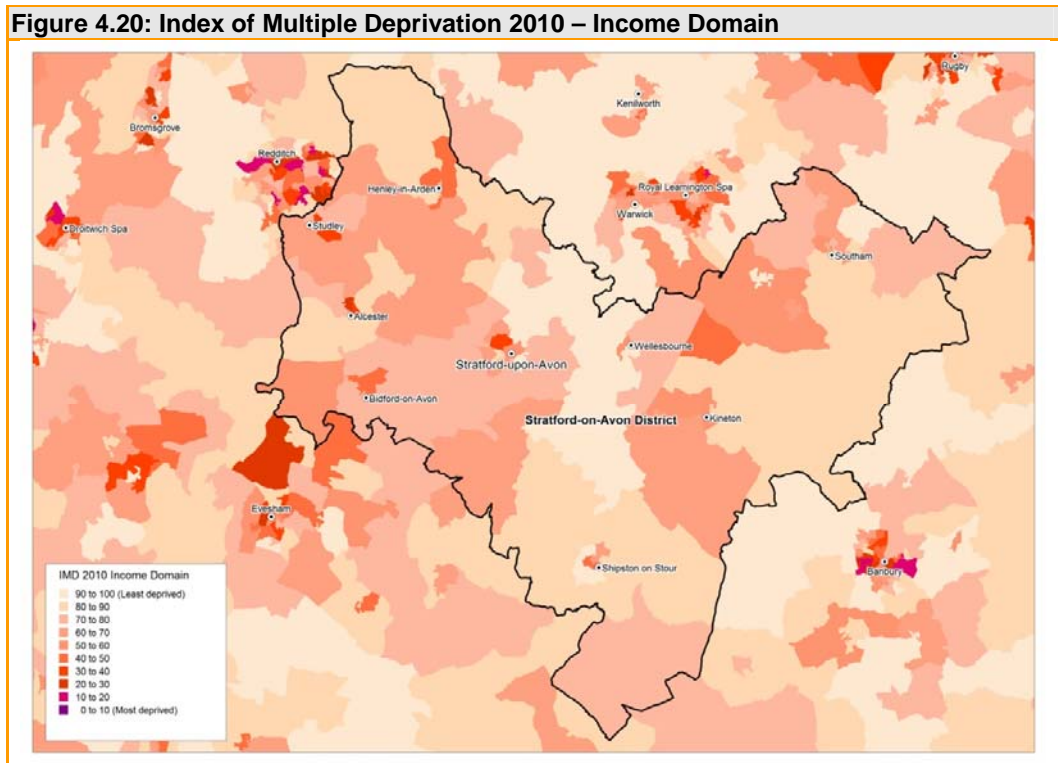 Figure 4.20: Index of Multiple Deprivation 2010 – Income Domain
Rugby
Kenilworth
Bromsgrove
Redditch
Henley-in-Arden
Royal Leamington Spa
Warwick
Droitwich Spa
Studley
Southam
Alcester
Wellesbourne
Stratford-upon-Avon
Bidford-on-Avon
Stratford-on-Avon District
Kineton
Evesham
Shipston on Stour
Banbury
IMD 2010 Income Domain
90 to 100 (Least deprived)
80 to 90
70 to 80
60 to 70
50 to 60
40 to 50
30 to 40
20 to 30
10 to 20
0 to 10 (Most deprived)